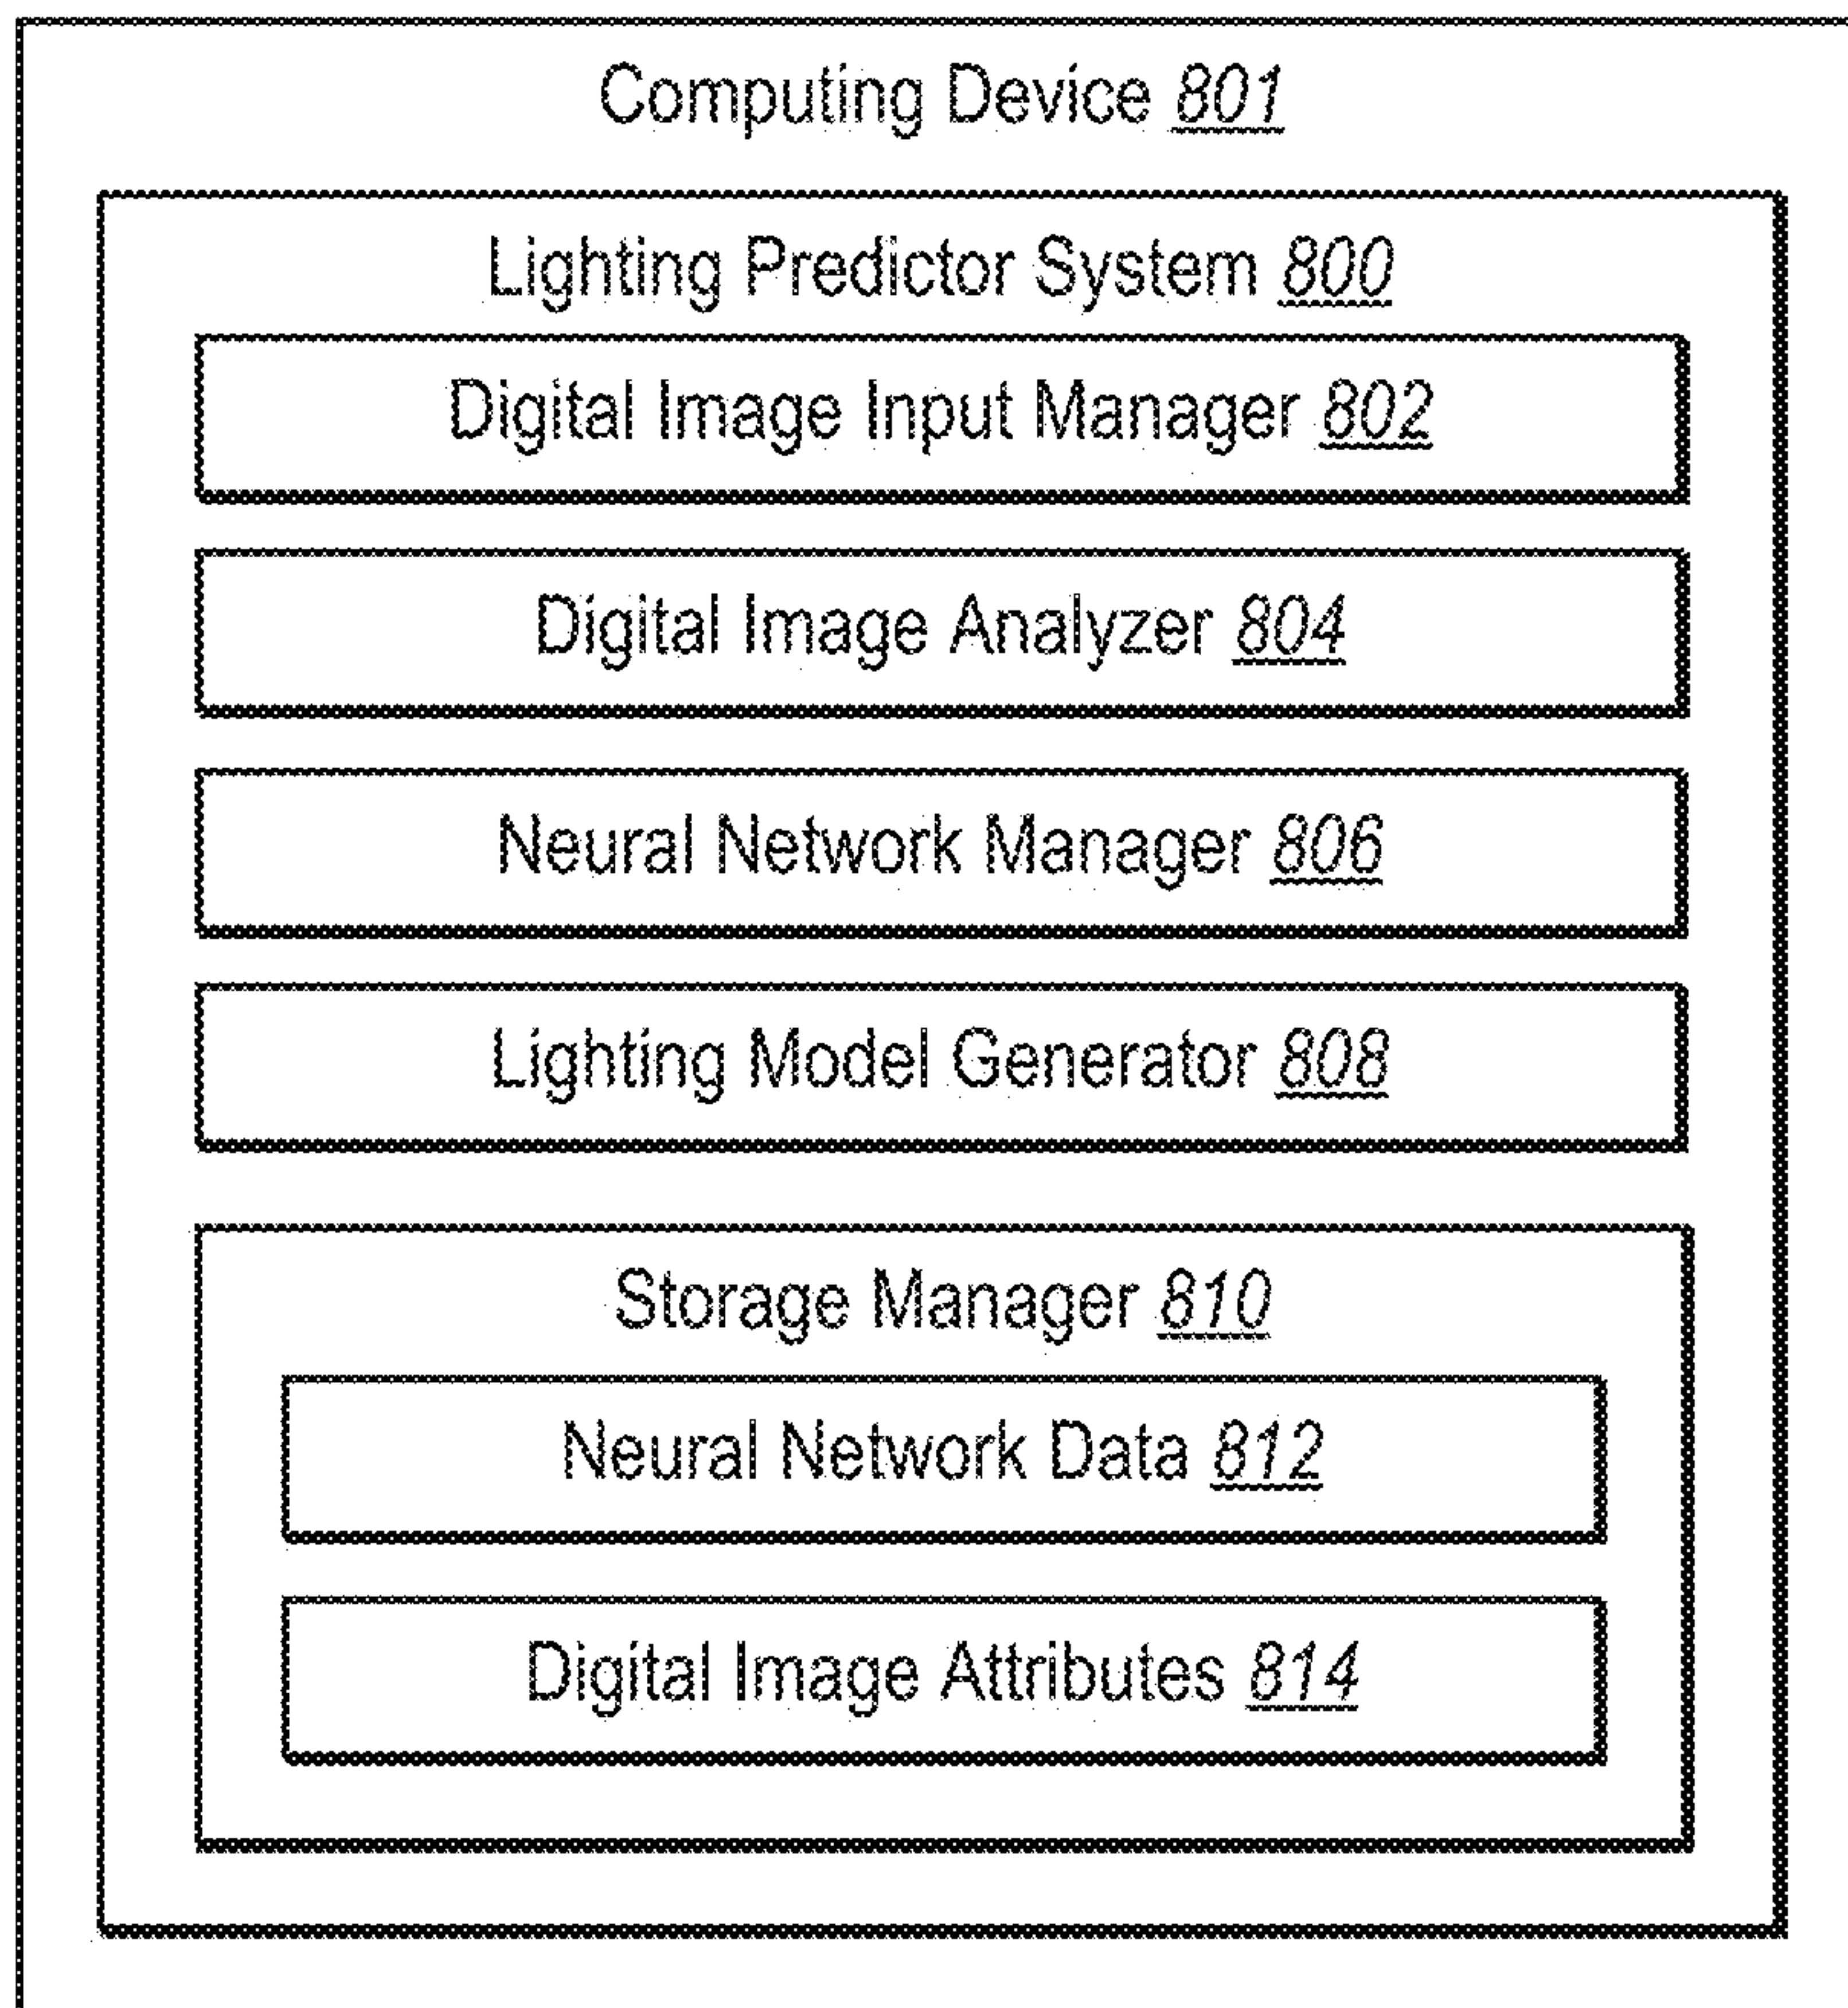 Computing Device 801
Lighting Predictor System 800
Digital Image Input Manager 802
Digital Image Analyzer 804
Neural Network Manager 806
Lighting Model Generator 808
Storage Manager 810
Neural Network Data 812
Digital Image Attributes 814